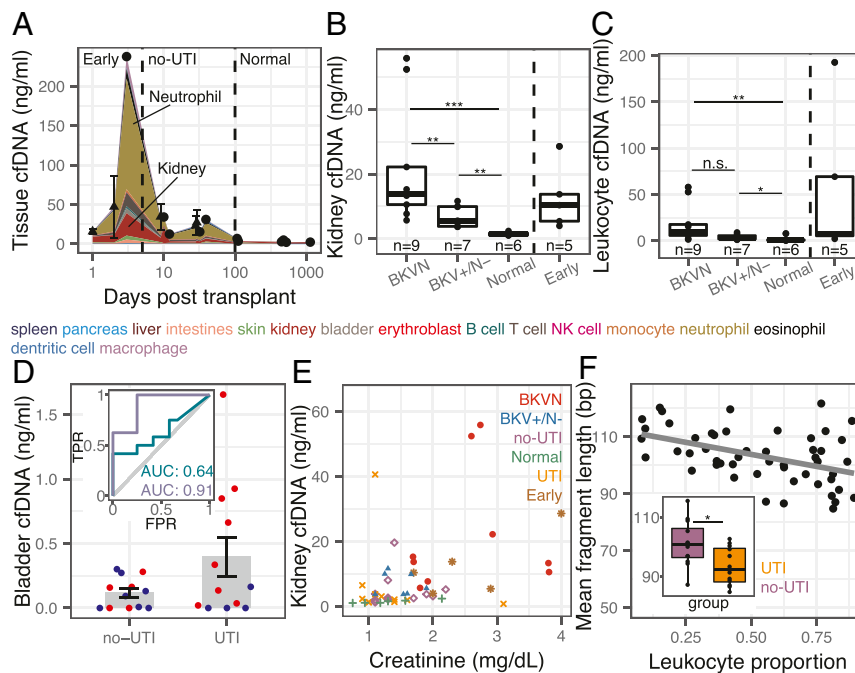 A
Tissue cfDNA (ng/ml)
200
150
100
50
0
Early
no-UTI
Normal
Neutrophil
Kidney
1
10
100
1000
Days post transplant
B
Kidney cfDNA (ng/ml)
40
20
0
***
**
**
n=9
n=7
n=6
n=5
BKVN
BKV+/N−
Normal
Early
C
Leukocyte cfDNA (ng/ml)
200
150
100
50
0
**
n.s.
*
n=9
n=7
n=6
n=5
BKVN
BKV+/N−
Normal
Early
spleen pancreas liver intestines skin kidney bladder erythroblast B cell T cell NK cell monocyte neutrophil eosinophil
dentritic cell macrophage
D
Bladder cfDNA (ng/ml)
1.5
1.0
0.5
0.0
TPR
1
0.5
0
AUC: 0.64
AUC: 0.91
0
0.5
1
FPR
no−UTI
UTI
E
Kidney cfDNA (ng/ml)
60
40
20
0
BKVN
BKV+/N-
no-UTI
Normal
UTI
Early
1
2
3
4
Creatinine (mg/dL)
F
Mean fragment length (bp)
130
110
90
70
50
110
90
*
group
UTI
no-UTI
0.25
0.50
0.75
Leukocyte proportion